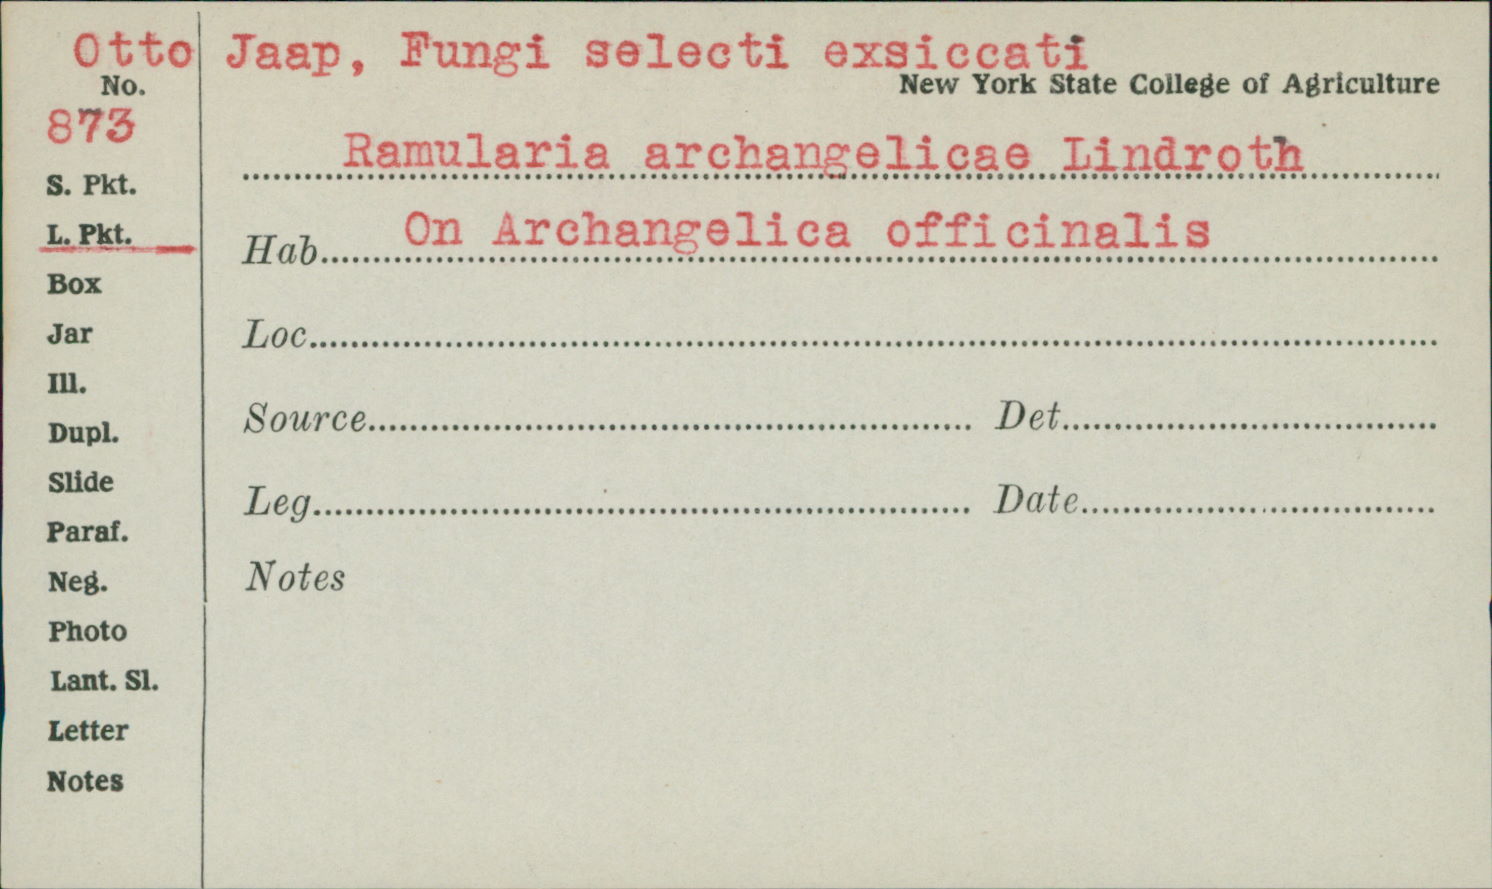 Otto Jaap, Fungi selecti exsiccati
No.
New York State College of Agriculture
873
Ramularia archangelicae Lindroth
S. Pkt.
L. Pkt.
Hab. On Archangelica officinalis
Box
Jar
Loc.
Ill.
Dupl.
Source
Det.
Slide
Leg.
Date
Paraf.
Neg.
Notes
Photo
Lant. Sl.
Letter
Notes